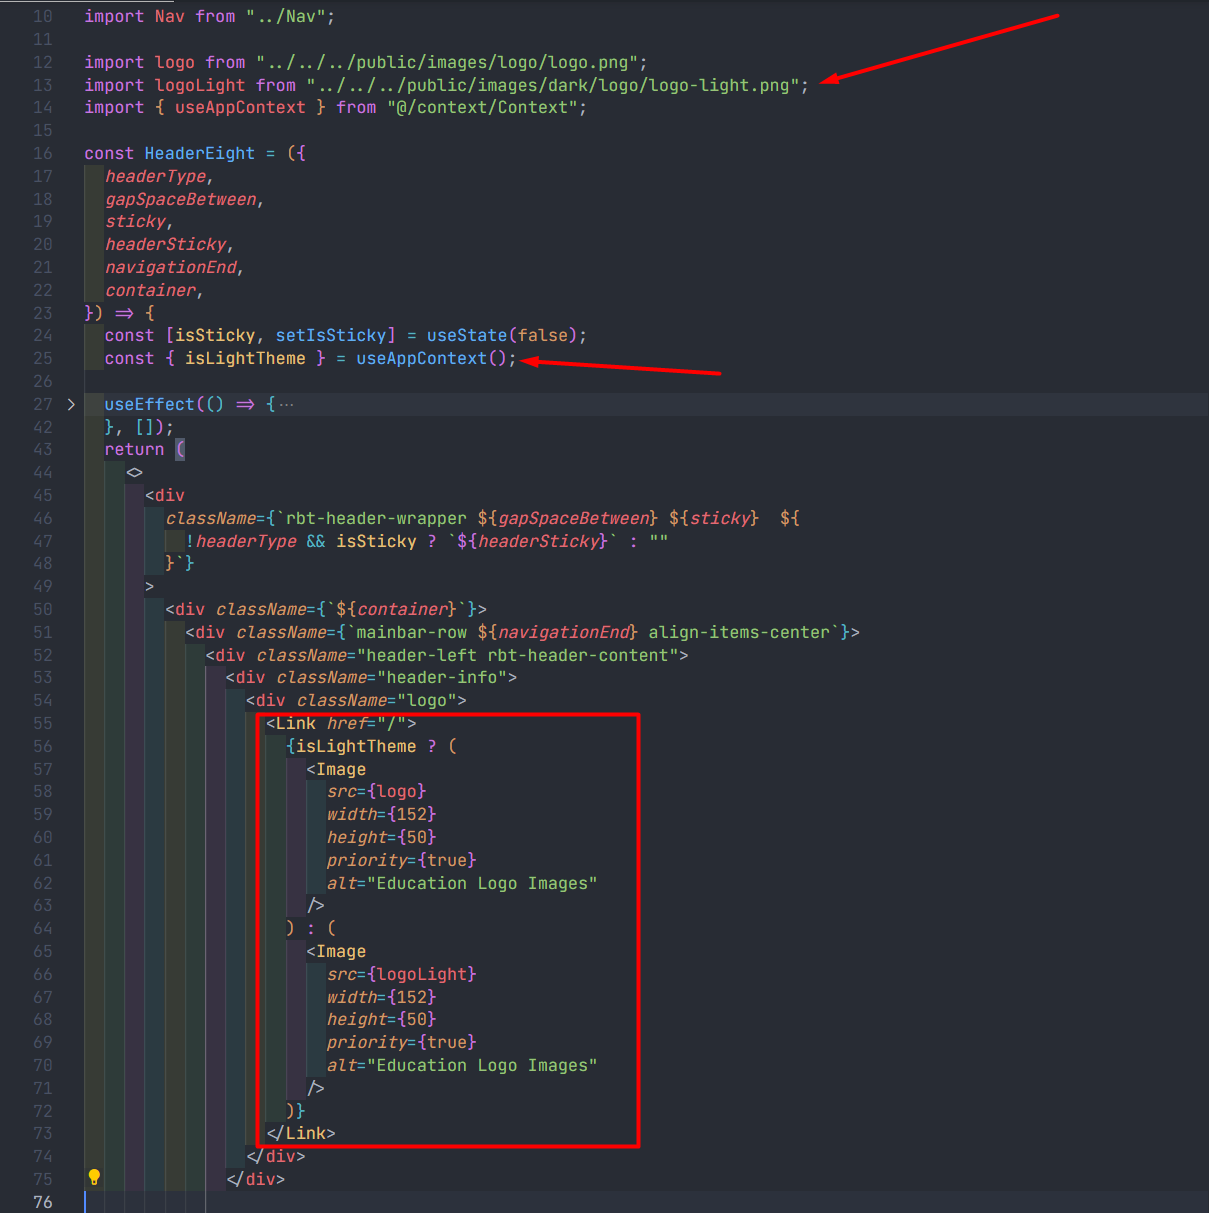 10 import Nav from "../Nav";
11
12 import logo from "../../../public/images/logo/logo.png";
13 import logoLight from "../../../public/images/dark/logo/logo-light.png";
14 import { useAppContext } from "@/context/Context";
15
16 const HeaderEight = ({
17 headerType,
18 gapSpaceBetween,
19 sticky,
20 headerSticky,
21 navigationEnd,
22 container,
23 }) => {
24 const [isSticky, setIsSticky] = useState(false);
25 const { isLightTheme } = useAppContext();
26
27 > useEffect(() => { ···
42 }, []);
43 return (
44 <>
45 <div
46 className={`rbt-header-wrapper ${gapSpaceBetween} ${sticky}  ${
47 !headerType && isSticky ? `${headerSticky}` : ""
48 }`}
49 >
50 <div className={`${container}`}>
51 <div className={`mainbar-row ${navigationEnd} align-items-center`}>
52 <div className="header-left rbt-header-content">
53 <div className="header-info">
54 <div className="logo">
55 <Link href="/">
56 {isLightTheme ? (
57 <Image
58 src={logo}
59 width={152}
60 height={50}
61 priority={true}
62 alt="Education Logo Images"
63 />
64 ) : (
65 <Image
66 src={logoLight}
67 width={152}
68 height={50}
69 priority={true}
70 alt="Education Logo Images"
71 />
72 )}
73 </Link>
74 </div>
75 </div>
76